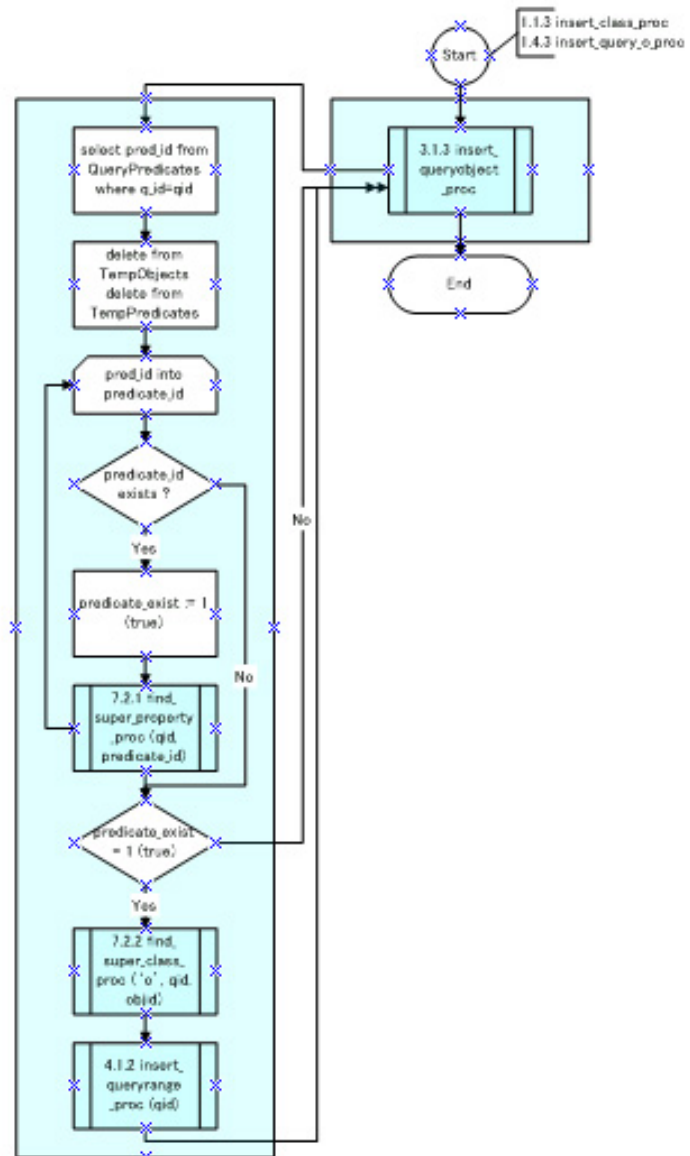 1.1.3 insert_class_proc
1.4.3 insert_query_o_proc
Start
3.1.3 insert_
queryobject
_proc
End
select pred_id from
QueryPredicates
where q_id=qid
delete from
TempObjects
delete from
TempPredicates
pred_id into
predicate_id
predicate_id
exists ?
Yes
No
predicate_exist := 1
(true)
No
7.2.1 find_
super_property
_proc (qid,
predicate_id)
predicate_exist
= 1 (true)
Yes
7.2.2 find_
super_class_
proc ( 'o', qid,
objid)
4.1.2 insert_
queryrange
_proc (qid)